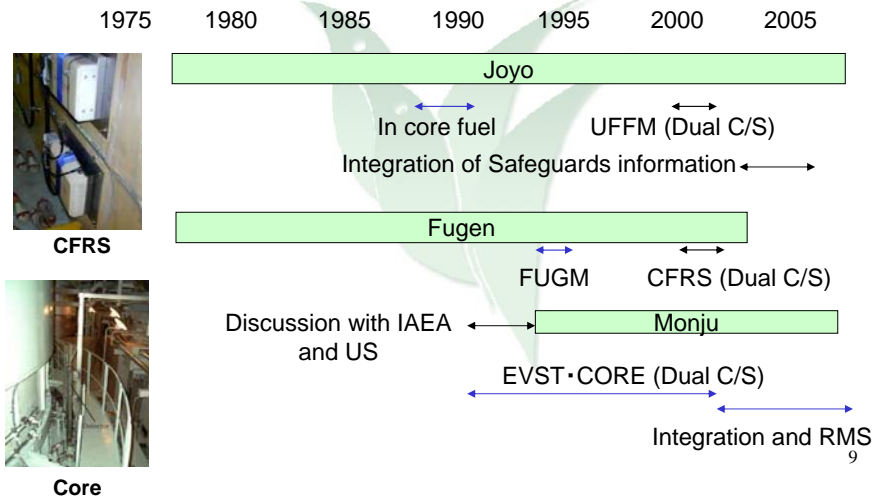 1975 1980 1985 1990 1995 2000 2005
Joyo
In core fuel UFFM (Dual C/S)
Integration of Safeguards information
CFRS
Fugen
FUGM CFRS (Dual C/S)
Discussion with IAEA
and US
Monju
EVST・CORE (Dual C/S)
Integration and RMS
9
Detector
Core